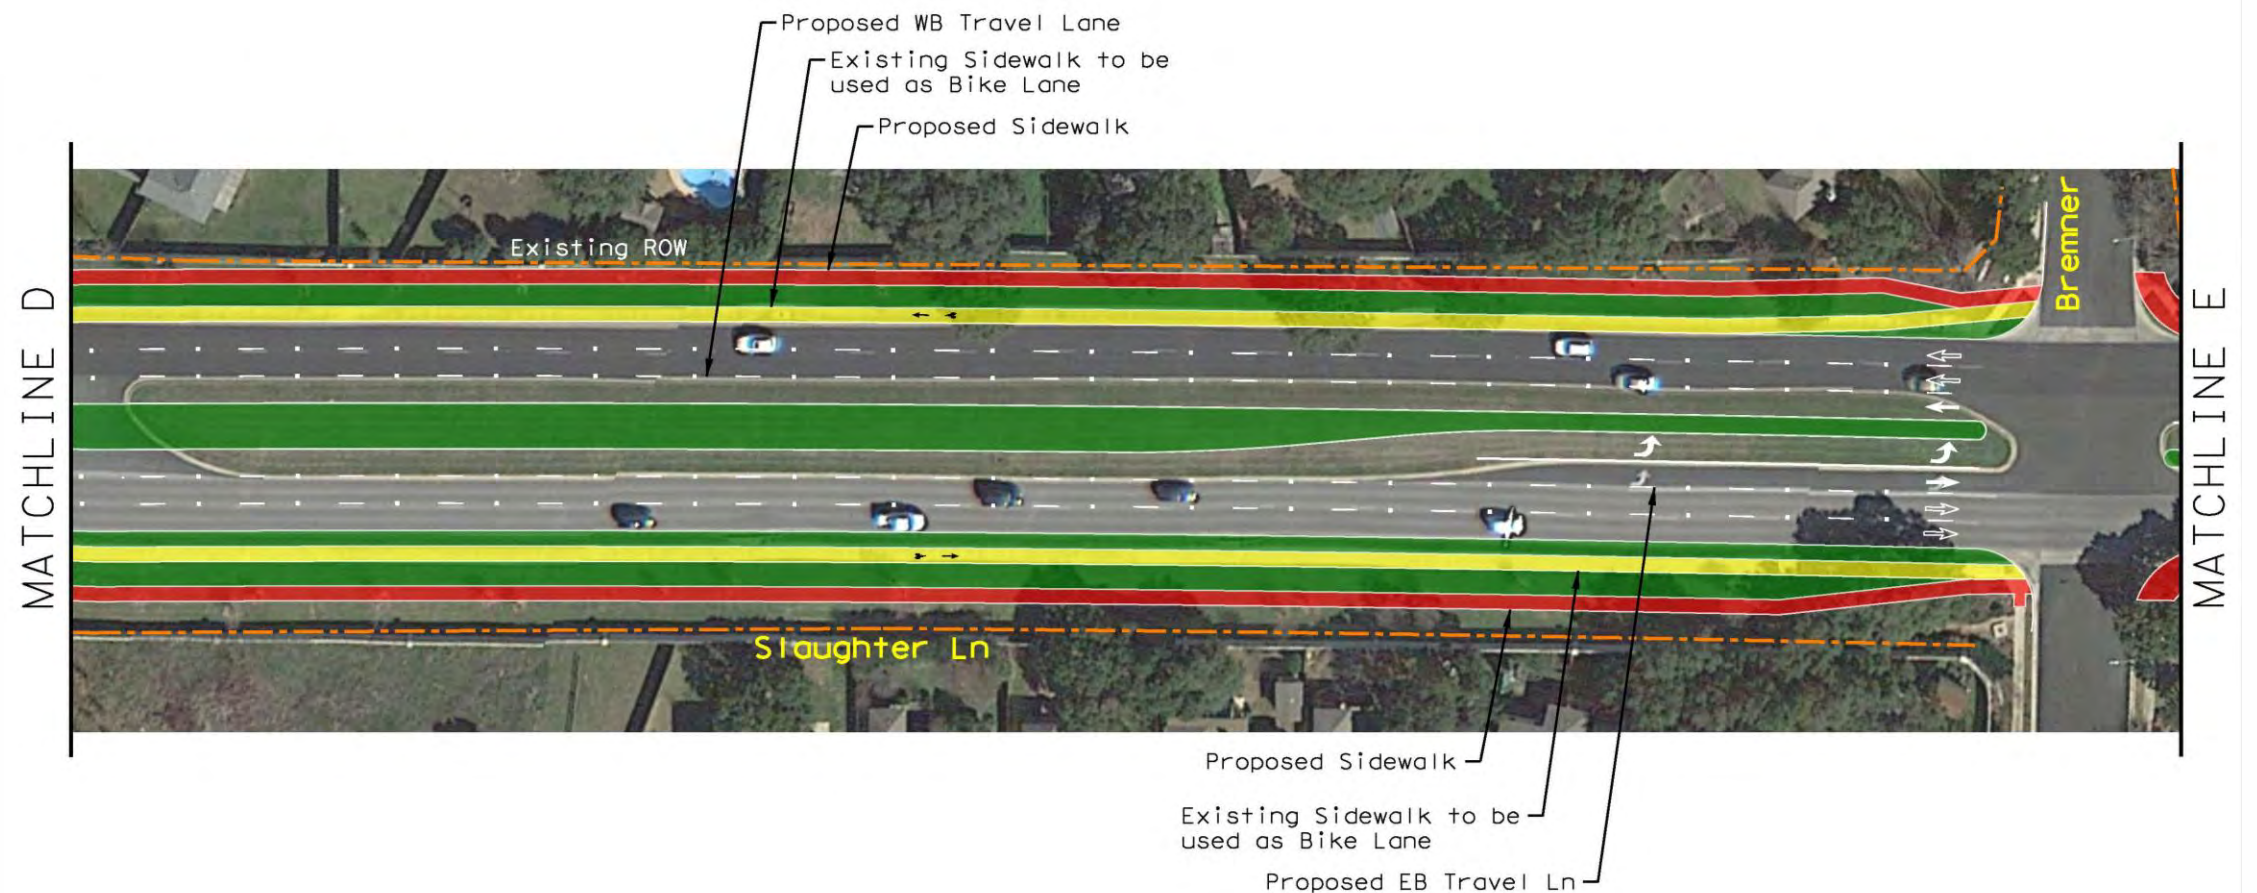 Proposed WB Travel Lane
Existing Sidewalk to be
used as Bike Lane
Proposed Sidewalk
Existing ROW
Bremner
MATCHLINE D
MATCHLINE E
Slaughter Ln
Proposed Sidewalk
Existing Sidewalk to be
used as Bike Lane
Proposed EB Travel Ln